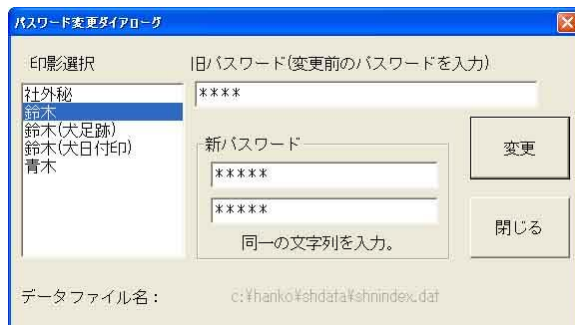 パスワード変更ダイアローグ
印影選択
旧パスワード(変更前のパスワードを入力)
社外秘
鈴木
鈴木(犬足跡)
鈴木(犬日付印)
青木
****
新パスワード
*****
*****
同一の文字列を入力。
変更
閉じる
データファイル名：
c:¥hanko¥shdata¥shnindex.dat